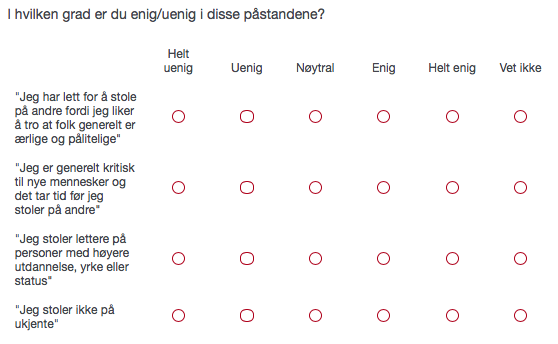 I hvilken grad er du enig/uenig i disse påstandene?
Helt uenig Uenig Nøytral Enig Helt enig Vet ikke
"Jeg har lett for å stole
på andre fordi jeg liker
å tro at folk generelt er
ærlige og pålitelige"
"Jeg er generelt kritisk
til nye mennesker og
det tar tid før jeg
stoler på andre"
"Jeg stoler lettere på
personer med høyere
utdannelse, yrke eller
status"
"Jeg stoler ikke på
ukjente"